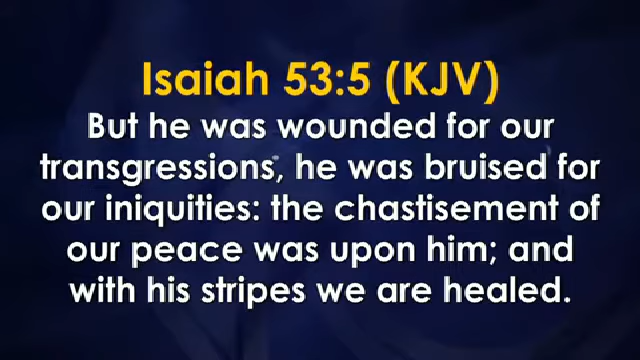 Isaiah 53:5 (KJV)
But he was wounded for our
transgressions, he was bruised for
our iniquities: the chastisement of
our peace was upon him; and
with his stripes we are healed.